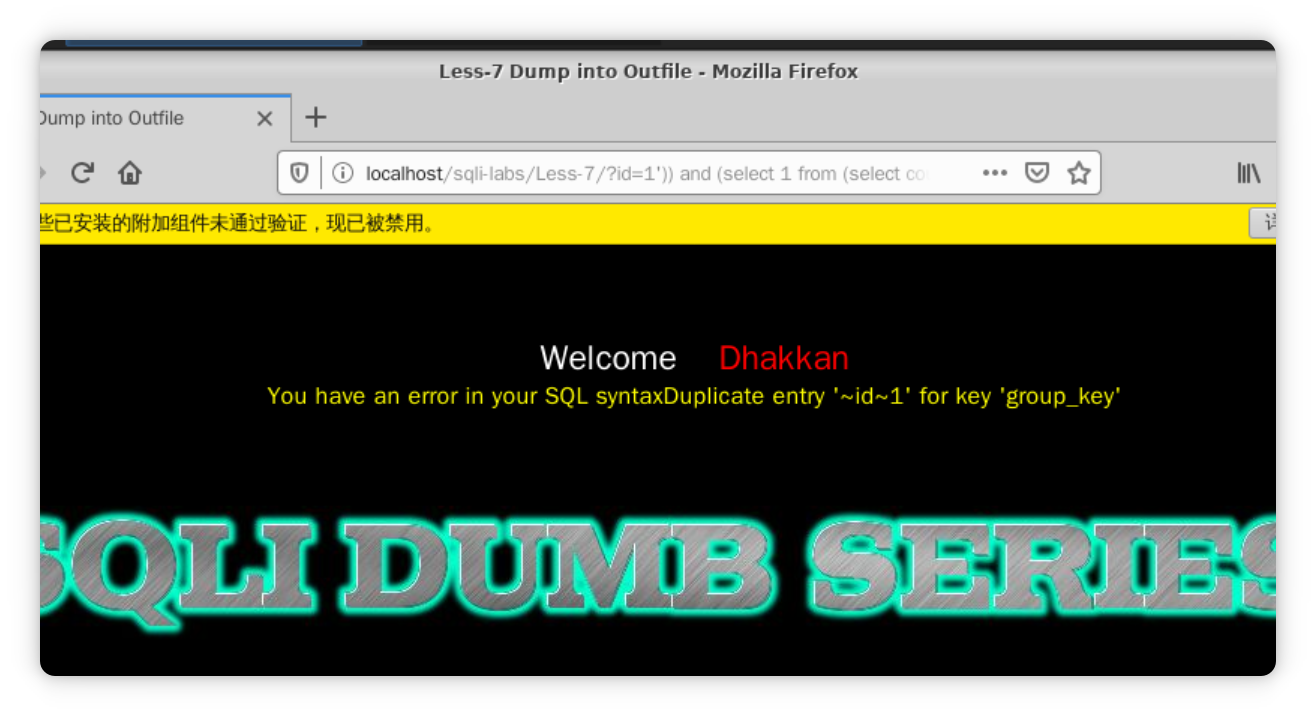 Less-7 Dump into Outfile - Mozilla Firefox
Dump into Outfile
localhost/sqli-labs/Less-7/?id=1')) and (select 1 from (select co
些已安装的附加组件未通过验证，现已被禁用。
Welcome Dhakkan
You have an error in your SQL syntaxDuplicate entry '~id~1' for key 'group_key'
SQLI DUMB SERIES